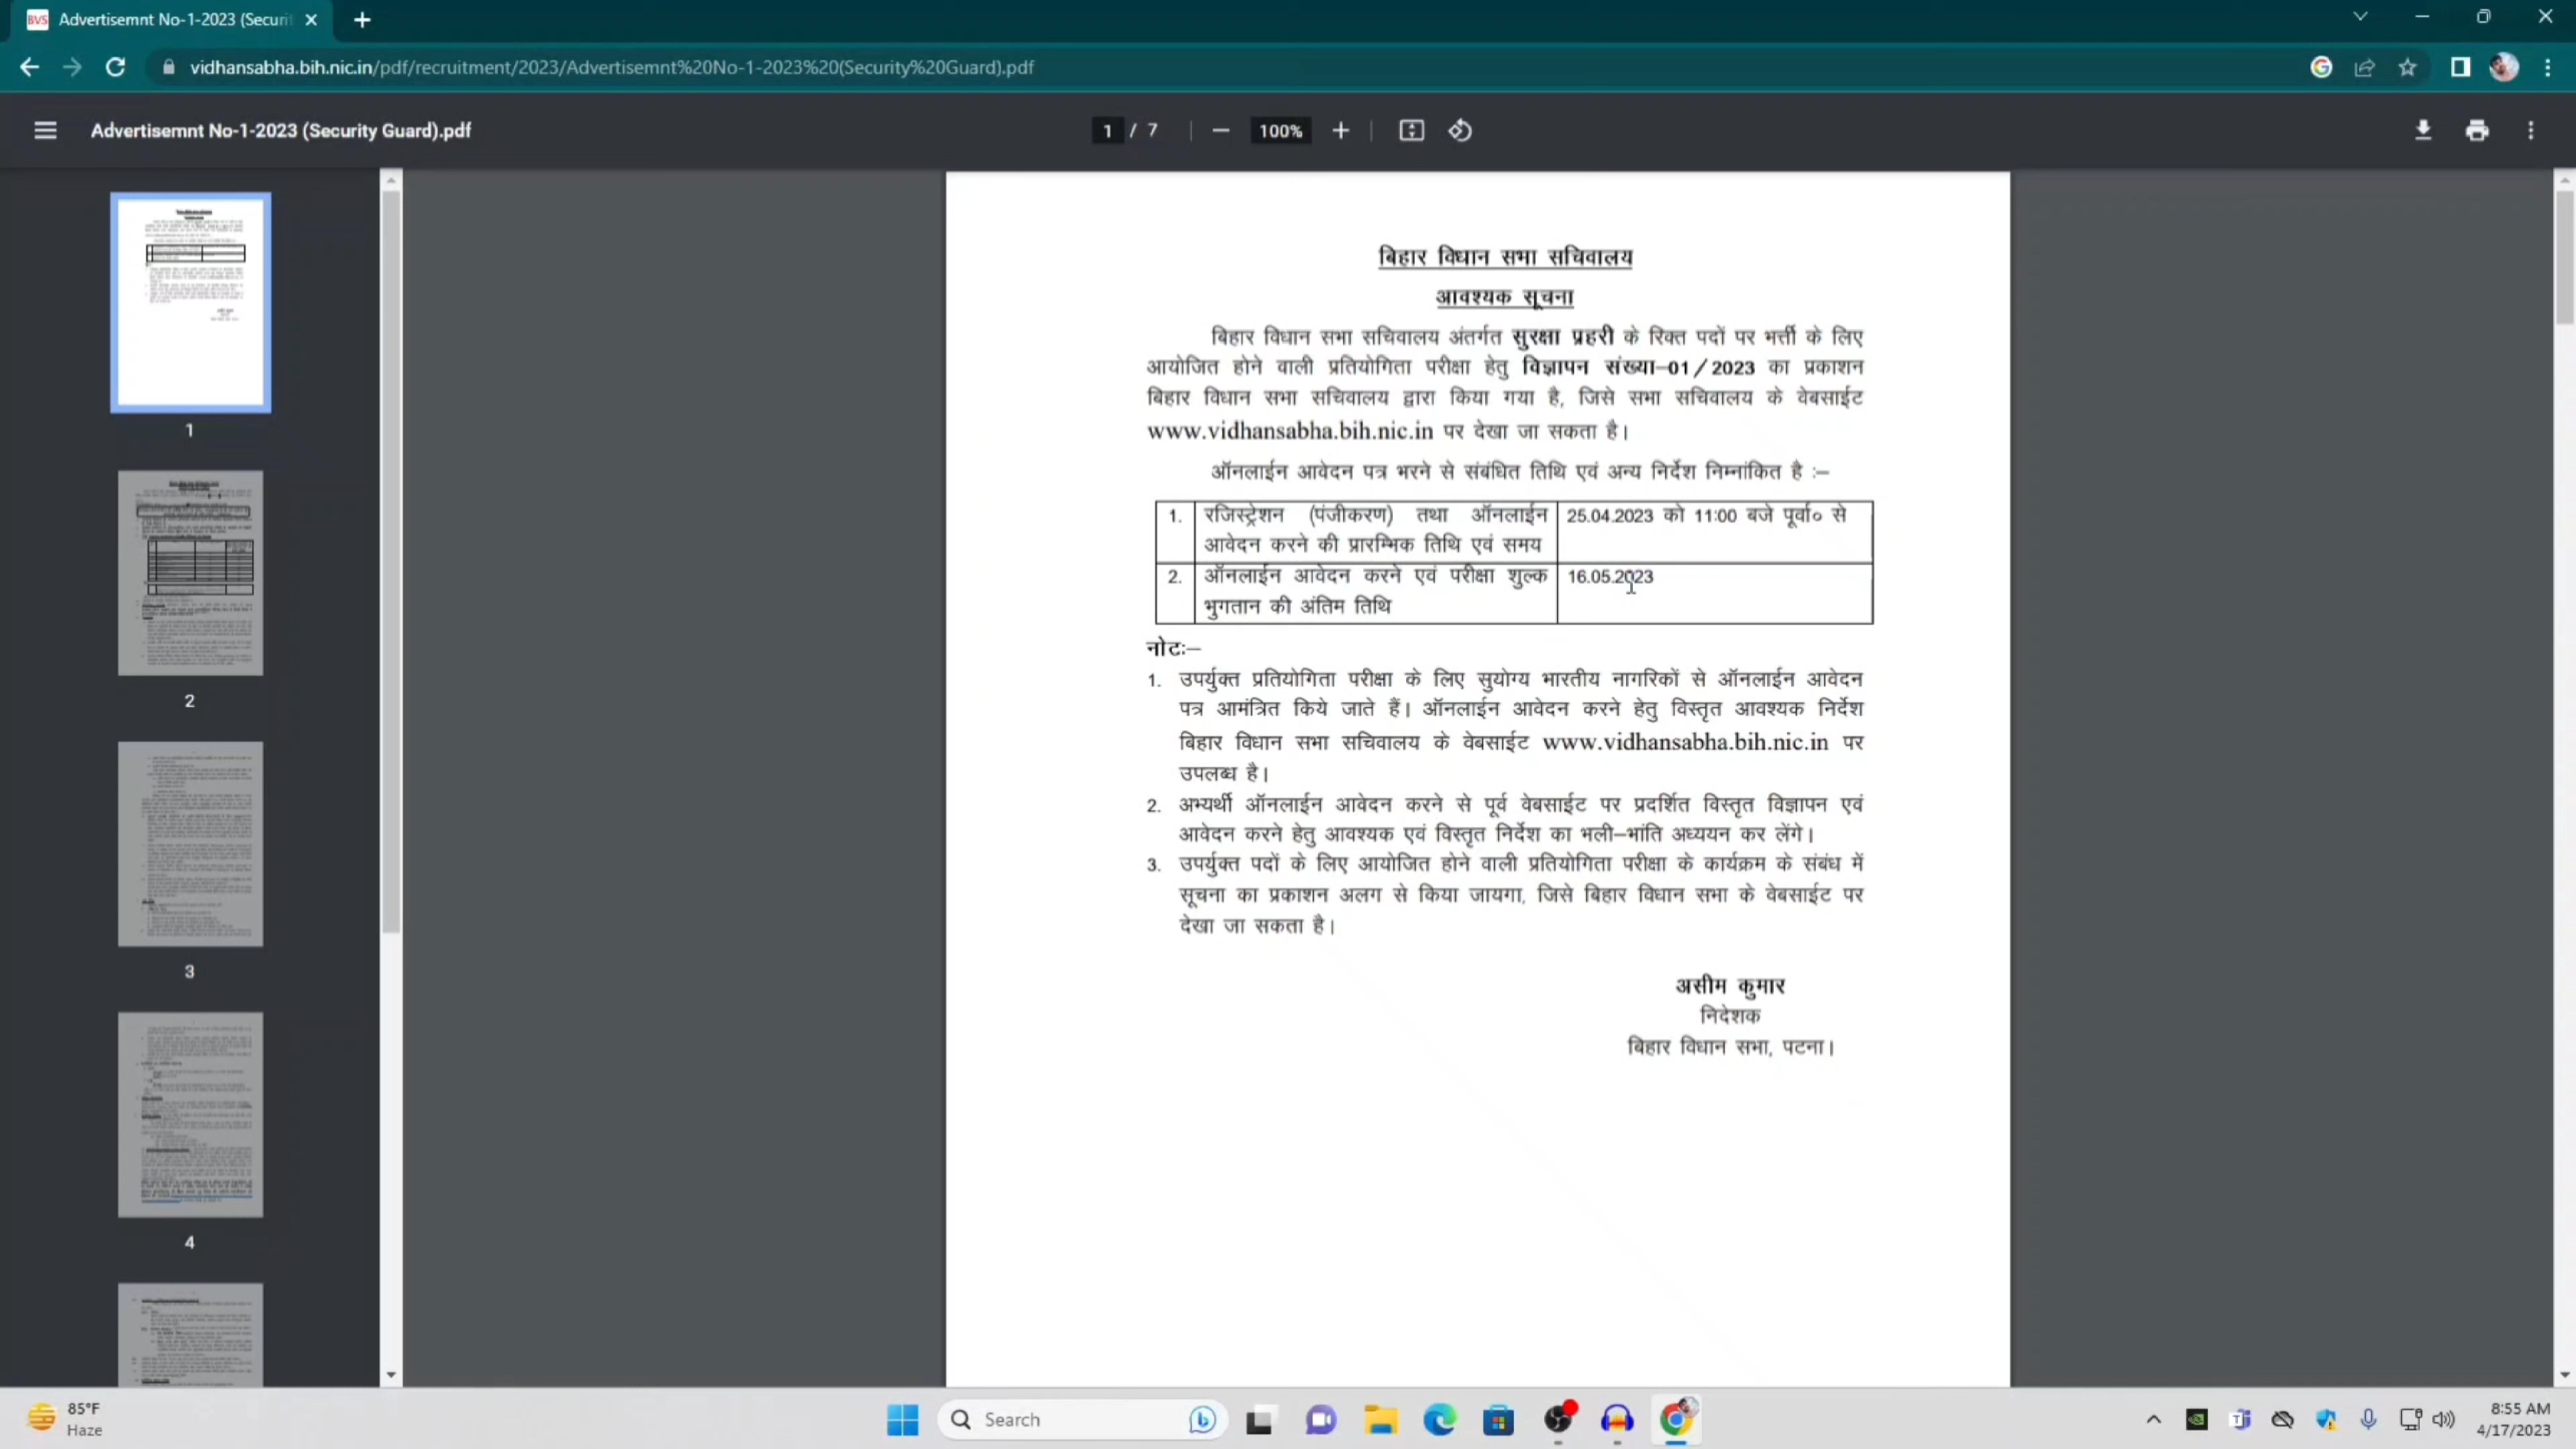 Advertisemnt No-1-2023 (Securit
vidhansabha.bih.nic.in/pdf/recruitment/2023/Advertisemnt%20No-1-2023%20(Security%20Guard).pdf
Advertisemnt No-1-2023 (Security Guard).pdf
1 / 7
100%
बिहार विधान सभा सचिवालय
आवश्यक सूचना
बिहार विधान सभा सचिवालय अंतर्गत सुरक्षा प्रहरी के रिक्त पदों पर भर्त्ती के लिए
आयोजित होने वाली प्रतियोगिता परीक्षा हेतु विज्ञापन संख्या–01/2023 का प्रकाशन
बिहार विधान सभा सचिवालय द्वारा किया गया है, जिसे सभा सचिवालय के वेबसाईट
www.vidhansabha.bih.nic.in पर देखा जा सकता है।
ऑनलाईन आवेदन पत्र भरने से संबंधित तिथि एवं अन्य निर्देश निम्नांकित है :–
1. रजिस्ट्रेशन (पंजीकरण) तथा ऑनलाईन 25.04.2023 को 11:00 बजे पूर्वा० से
आवेदन करने की प्रारम्भिक तिथि एवं समय
2. ऑनलाईन आवेदन करने एवं परीक्षा शुल्क 16.05.2023
भुगतान की अंतिम तिथि
नोटः–
1. उपर्युक्त प्रतियोगिता परीक्षा के लिए सुयोग्य भारतीय नागरिकों से ऑनलाईन आवेदन
पत्र आमंत्रित किये जाते हैं। ऑनलाईन आवेदन करने हेतु विस्तृत आवश्यक निर्देश
बिहार विधान सभा सचिवालय के वेबसाईट www.vidhansabha.bih.nic.in पर
उपलब्ध है।
2. अभ्यर्थी ऑनलाईन आवेदन करने से पूर्व वेबसाईट पर प्रदर्शित विस्तृत विज्ञापन एवं
आवेदन करने हेतु आवश्यक एवं विस्तृत निर्देश का भली–भांति अध्ययन कर लेंगे।
3. उपर्युक्त पदों के लिए आयोजित होने वाली प्रतियोगिता परीक्षा के कार्यक्रम के संबंध में
सूचना का प्रकाशन अलग से किया जायगा, जिसे बिहार विधान सभा के वेबसाईट पर
देखा जा सकता है।
असीम कुमार
निदेशक
बिहार विधान सभा, पटना।
1
2
3
4
85°F
Haze
Search
8:55 AM
4/17/2023